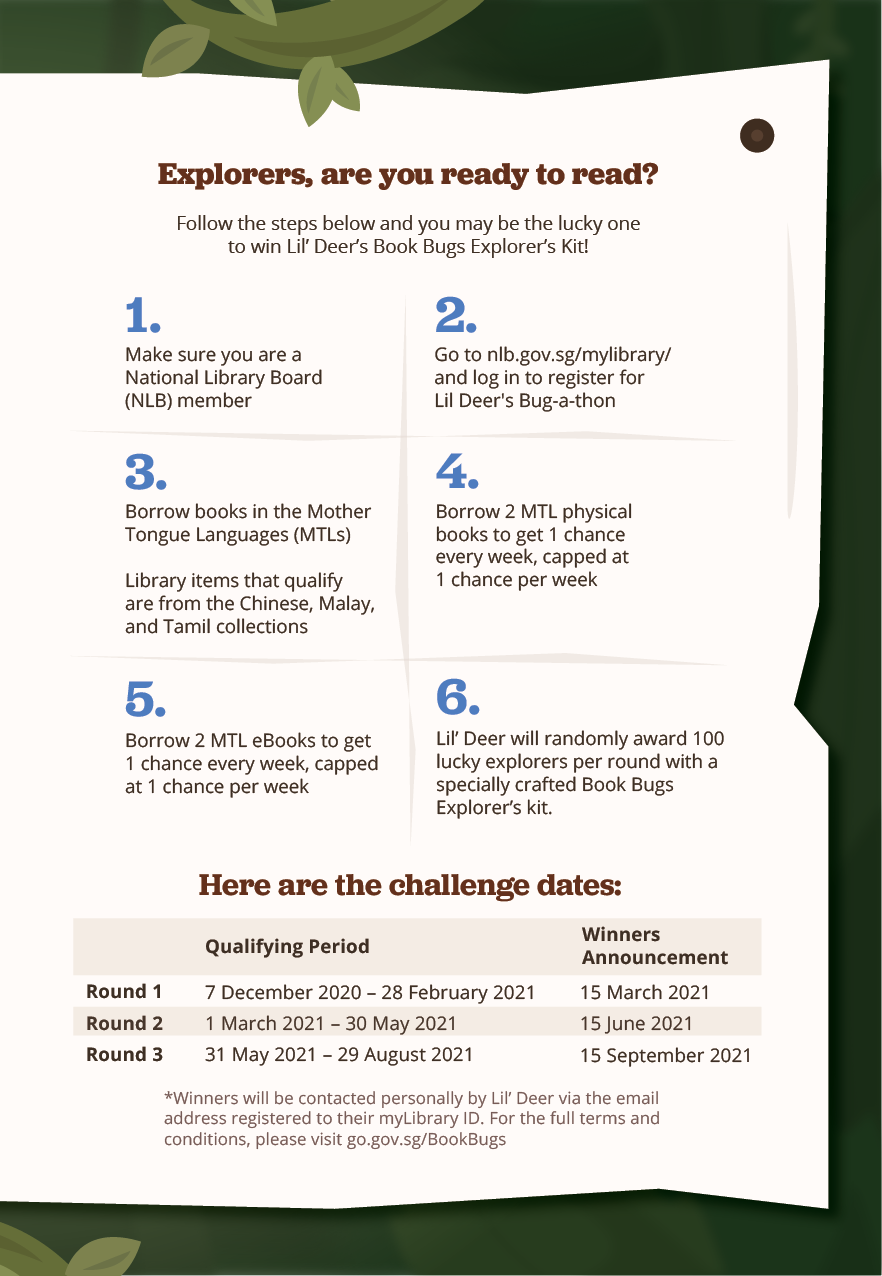 Explorers, are you ready to read?
Follow the steps below and you may be the lucky one
to win Lil’ Deer’s Book Bugs Explorer’s Kit!
1.
Make sure you are a
National Library Board
(NLB) member
2.
Go to nlb.gov.sg/mylibrary/
and log in to register for
Lil Deer's Bug-a-thon
3.
Borrow books in the Mother
Tongue Languages (MTLs)
Library items that qualify
are from the Chinese, Malay,
and Tamil collections
4.
Borrow 2 MTL physical
books to get 1 chance
every week, capped at
1 chance per week
5.
Borrow 2 MTL eBooks to get
1 chance every week, capped
at 1 chance per week
6.
Lil’ Deer will randomly award 100
lucky explorers per round with a
specially crafted Book Bugs
Explorer’s kit.
Here are the challenge dates:
Qualifying Period
Winners
Announcement
Round 1 7 December 2020 – 28 February 2021 15 March 2021
Round 2 1 March 2021 – 30 May 2021 15 June 2021
Round 3 31 May 2021 – 29 August 2021 15 September 2021
*Winners will be contacted personally by Lil’ Deer via the email
address registered to their myLibrary ID. For the full terms and
conditions, please visit go.gov.sg/BookBugs